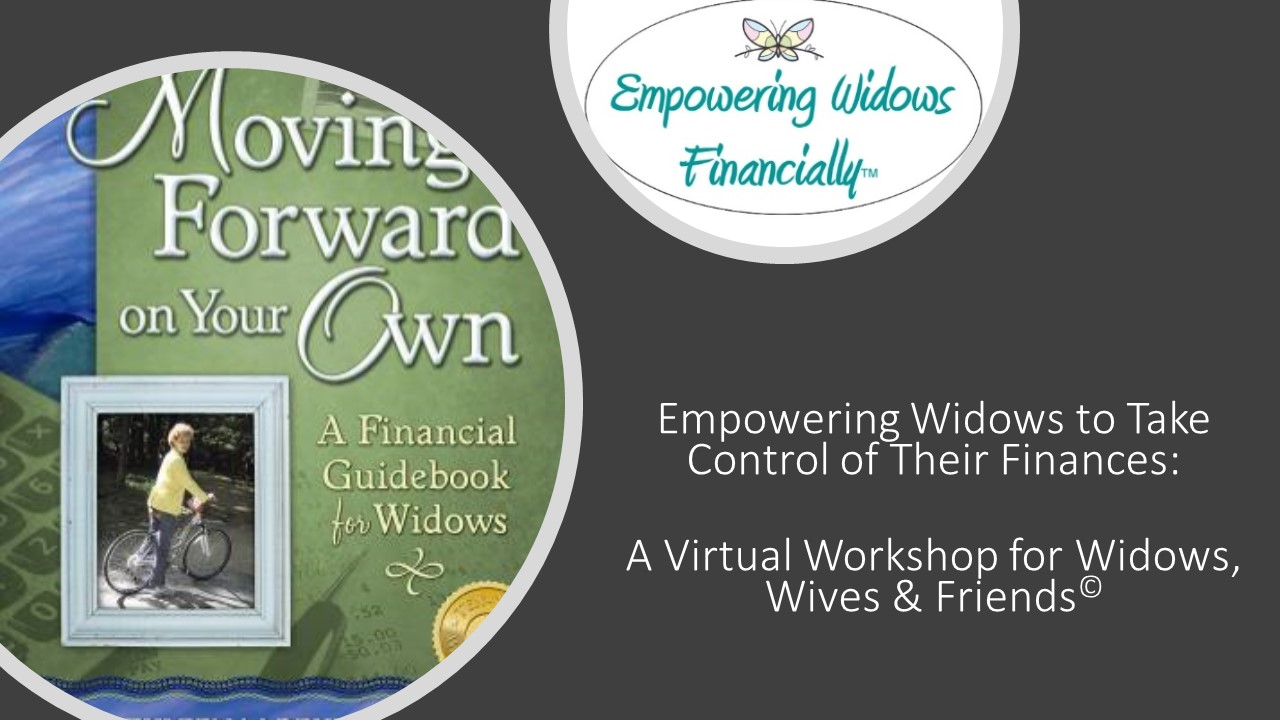 Moving
Forward
on Your Own
A Financial
Guidebook
for Widows
Empowering Widows
Financially™
Empowering Widows to Take
Control of Their Finances:
A Virtual Workshop for Widows,
Wives & Friends©